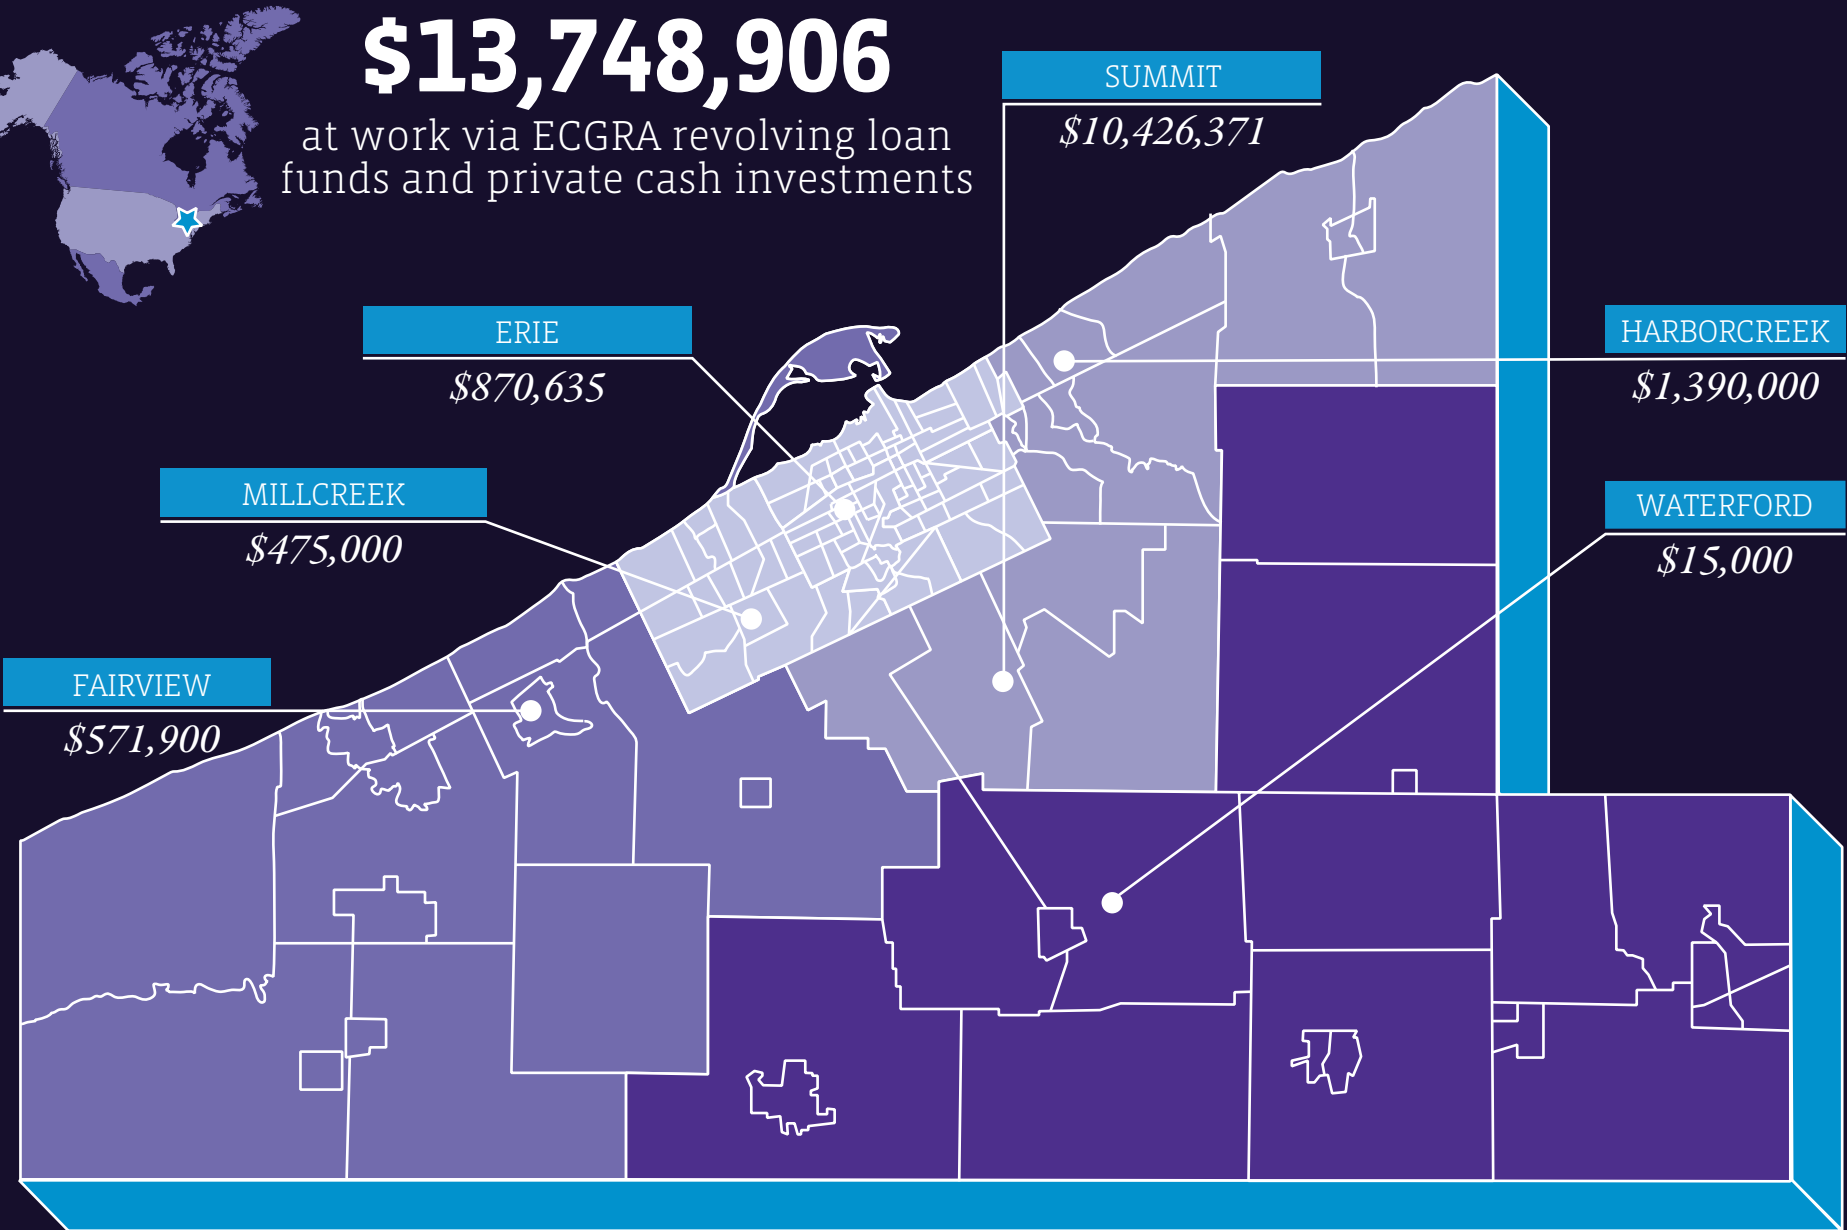 $13,748,906
at work via ECGRA revolving loan
funds and private cash investments
SUMMIT
$10,426,371
ERIE
$870,635
HARBORCREEK
$1,390,000
MILLCREEK
$475,000
WATERFORD
$15,000
FAIRVIEW
$571,900